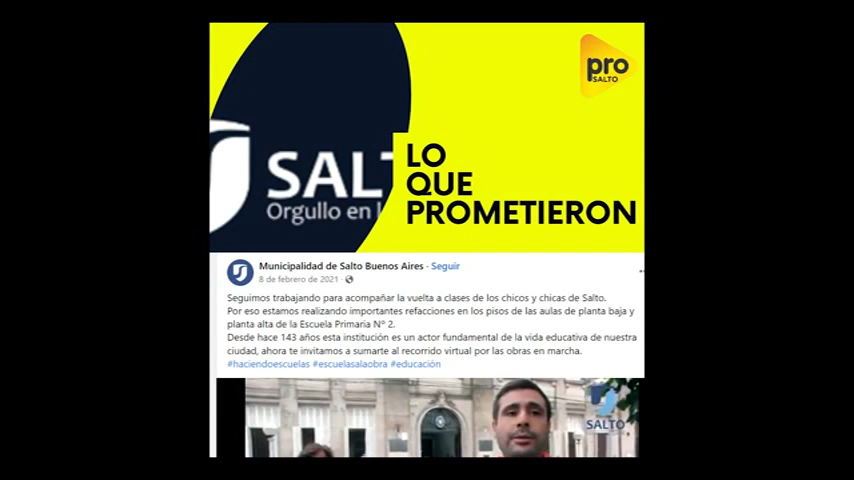 pro
SALTO
SAL
Orgullo en l
LO
QUE
PROMETIERON
Municipalidad de Salto Buenos Aires · Seguir
8 de febrero de 2021 ·
Seguimos trabajando para acompañar la vuelta a clases de los chicos y chicas de Salto.
Por eso estamos realizando importantes refacciones en los pisos de las aulas de planta baja y
planta alta de la Escuela Primaria Nº 2.
Desde hace 143 años esta institución es un actor fundamental de la vida educativa de nuestra
ciudad, ahora te invitamos a sumarte al recorrido virtual por las obras en marcha.
#haciendoescuelas #escuelasalaobra #educación
SALTO